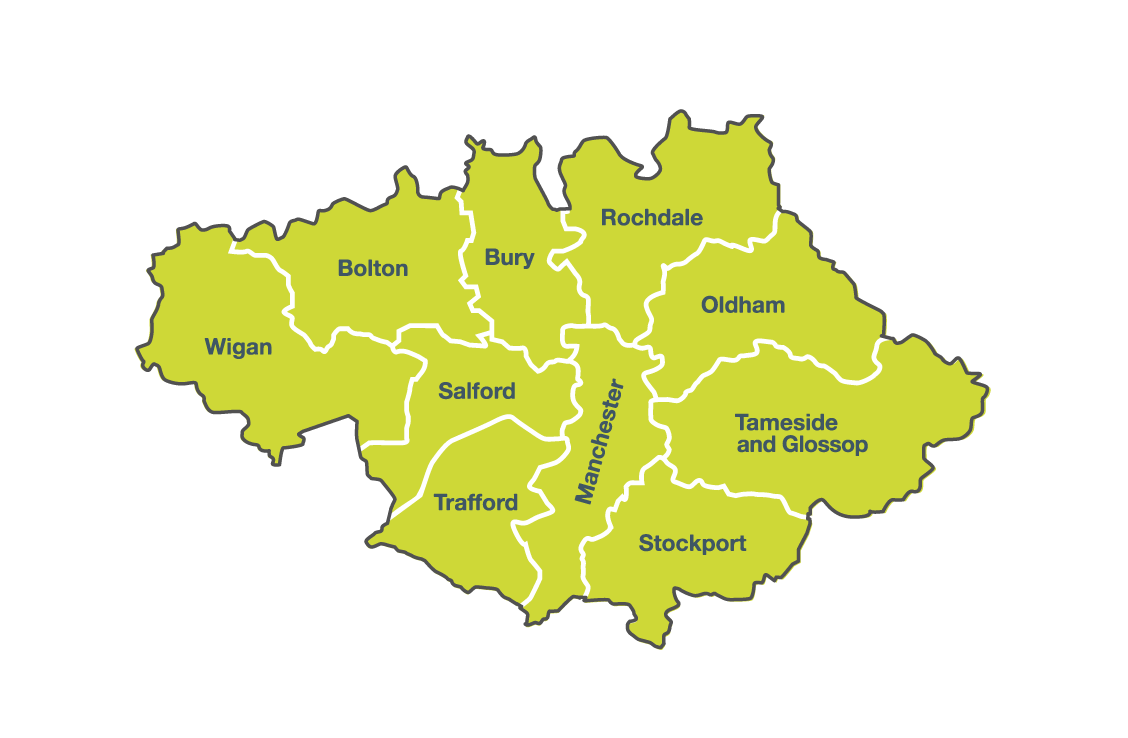 Rochdale
Bury
Bolton
Oldham
Wigan
Salford
Manchester
Tameside
and Glossop
Trafford
Stockport